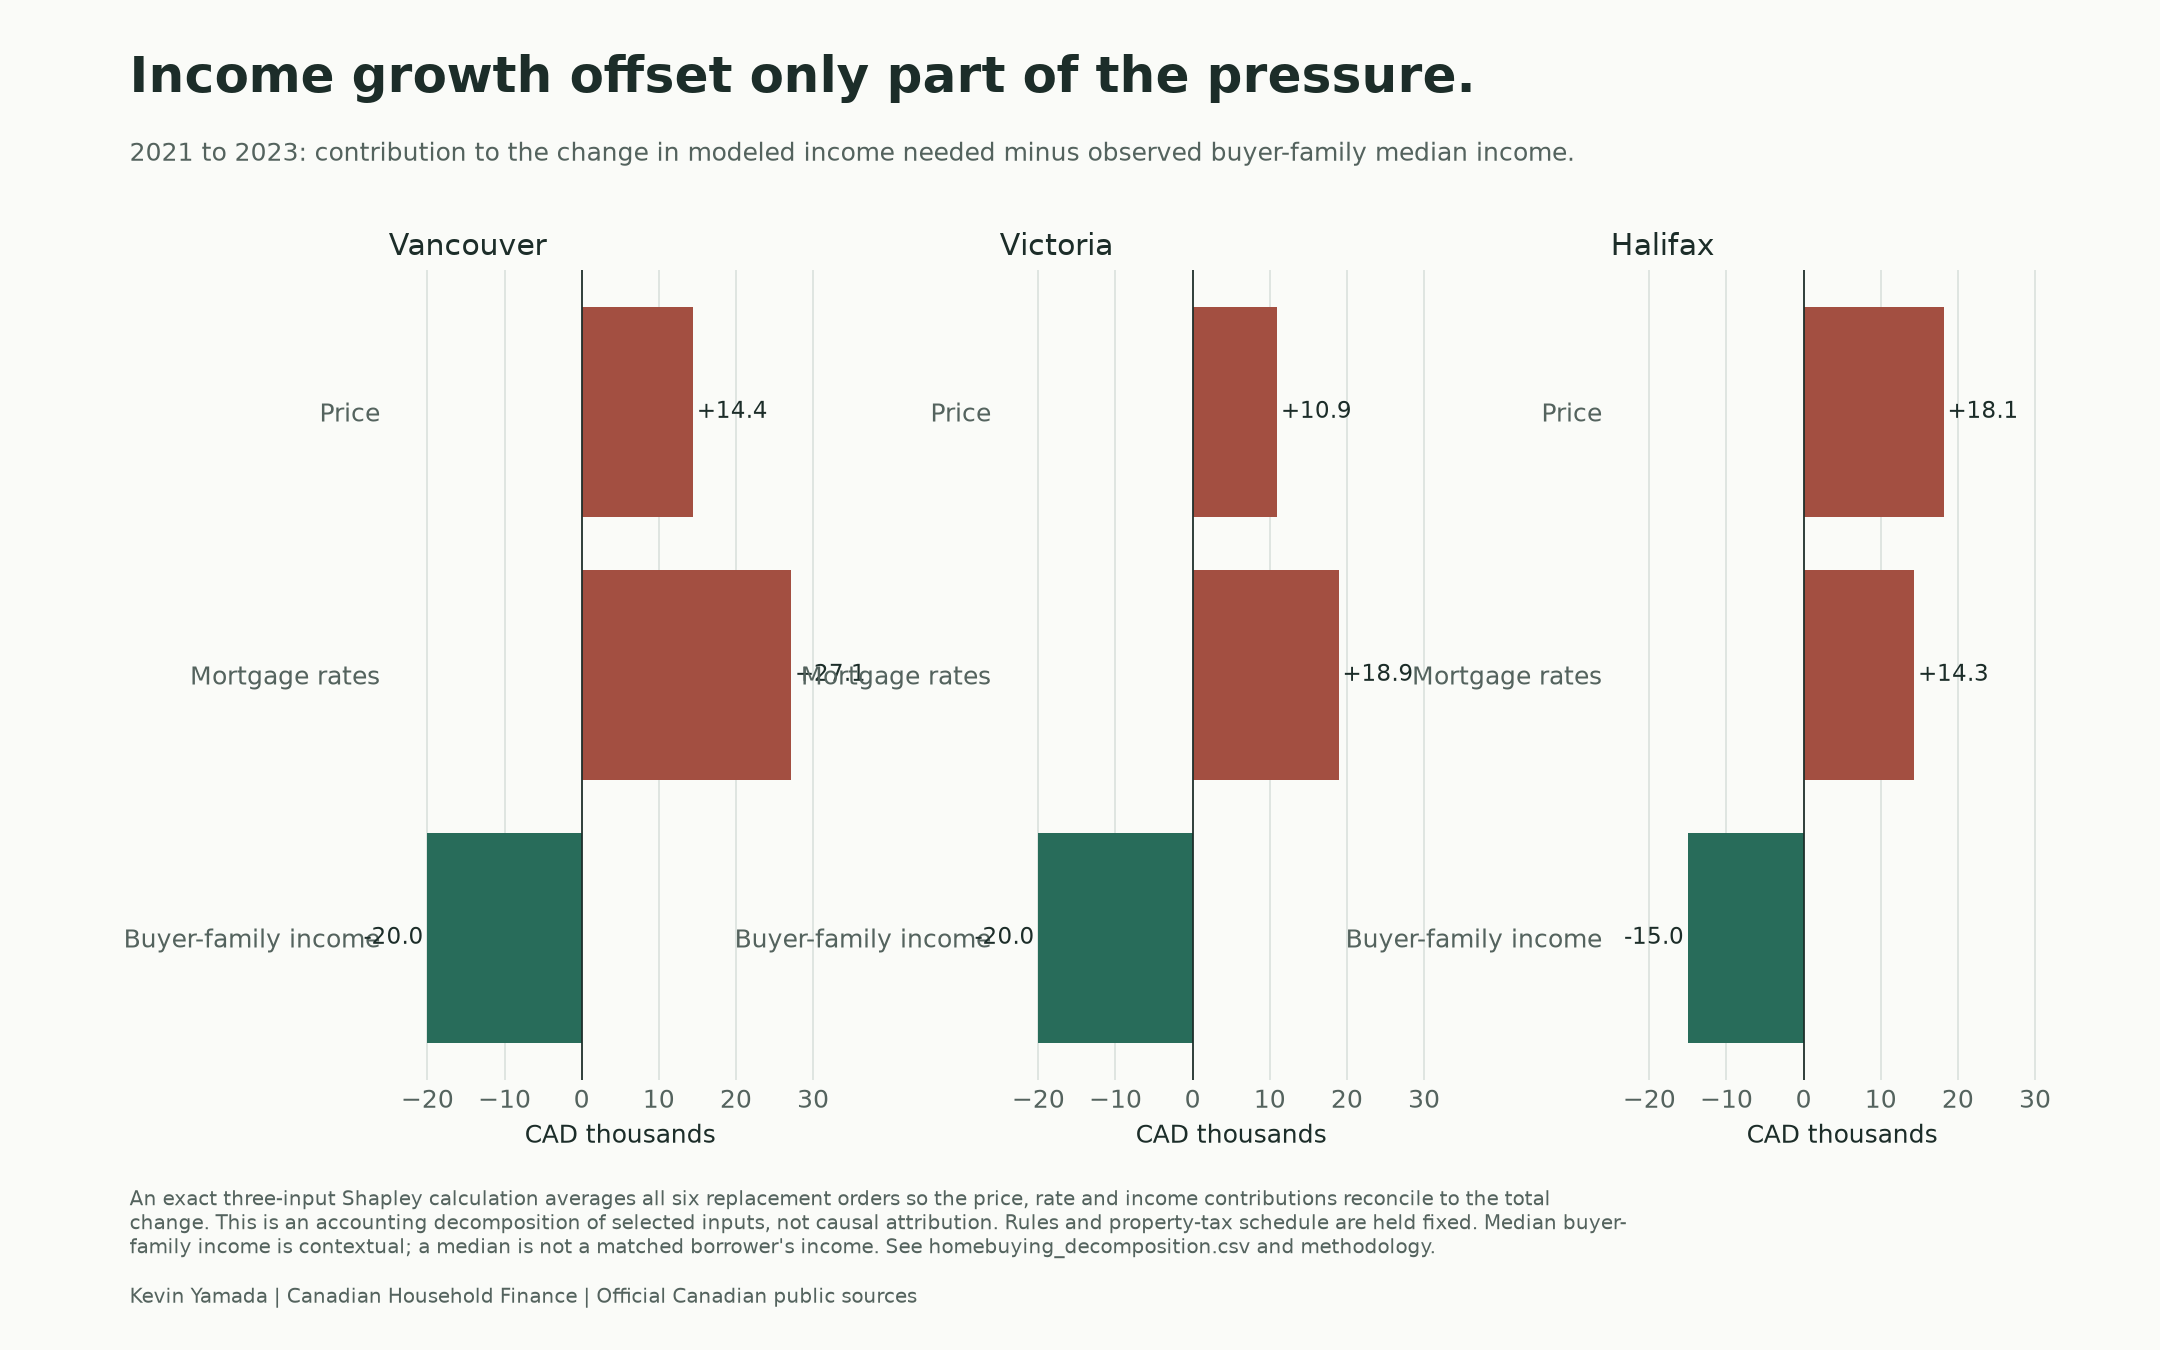 Income growth offset only part of the pressure.
2021 to 2023: contribution to the change in modeled income needed minus observed buyer-family median income.
Vancouver
Price
+14.4
Mortgage rates
+27.1
Buyer-family income
-20.0
−20 −10 0 10 20 30
CAD thousands
Victoria
Price
+10.9
Mortgage rates
+18.9
Buyer-family income
-20.0
−20 −10 0 10 20 30
CAD thousands
Halifax
Price
+18.1
Mortgage rates
+14.3
Buyer-family income
-15.0
−20 −10 0 10 20 30
CAD thousands
An exact three-input Shapley calculation averages all six replacement orders so the price, rate and income contributions reconcile to the total
change. This is an accounting decomposition of selected inputs, not causal attribution. Rules and property-tax schedule are held fixed. Median buyer-
family income is contextual; a median is not a matched borrower's income. See homebuying_decomposition.csv and methodology.
Kevin Yamada | Canadian Household Finance | Official Canadian public sources